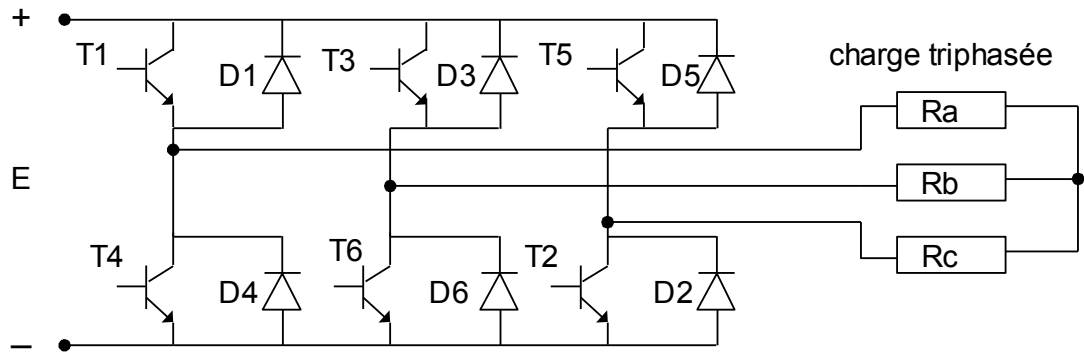 +
T1
D1
T3
D3
T5
D5
charge triphasée
Ra
E
Rb
Rc
T4
D4
T6
D6
T2
D2
–